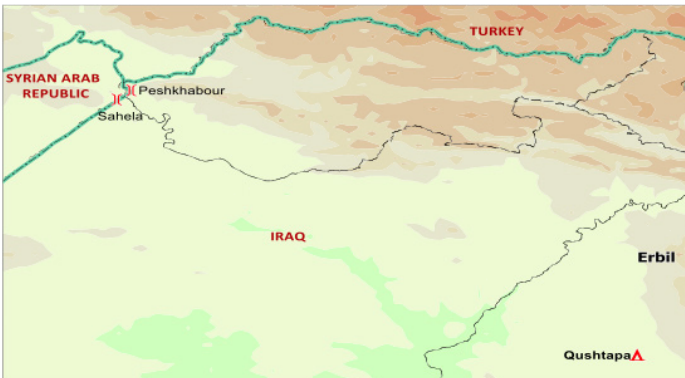 TURKEY
SYRIAN ARAB
REPUBLIC
Peshkhabour
Sahela
IRAQ
Erbil
Qushtapa